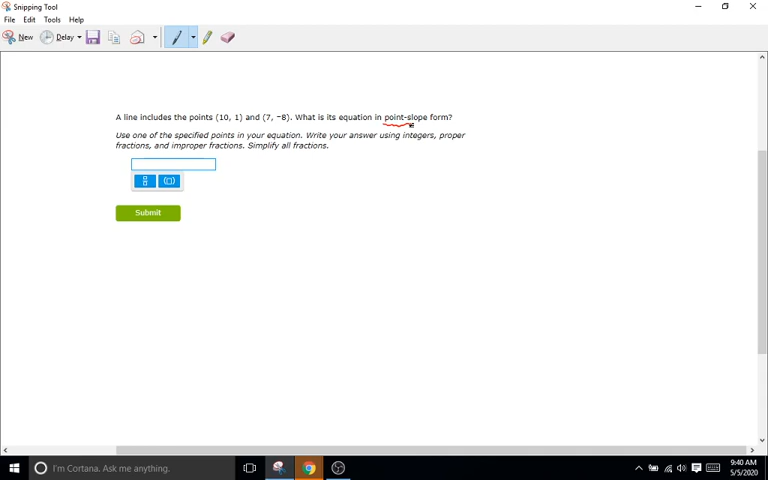 Snipping Tool
File Edit Tools Help
New Delay
A line includes the points (10, 1) and (7, −8). What is its equation in point-slope form?
Use one of the specified points in your equation. Write your answer using integers, proper
fractions, and improper fractions. Simplify all fractions.
Submit
I'm Cortana. Ask me anything.
9:40 AM
5/5/2020